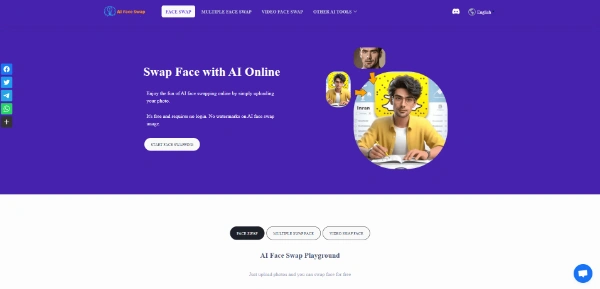 AI Face Swap
FACE SWAP
MULTIPLE FACE SWAP
VIDEO FACE SWAP
OTHER AI TOOLS
English
Swap Face with AI Online
Enjoy the fun of AI face swapping online by simply uploading
your photo.
It's free and requires no login. No watermarks on AI face swap
usage.
START FACE SWAPPING
Imran
FACE SWAP
MULTIPLE SWAP FACE
VIDEO SWAP FACE
AI Face Swap Playground
Just upload photos and you can swap face for free